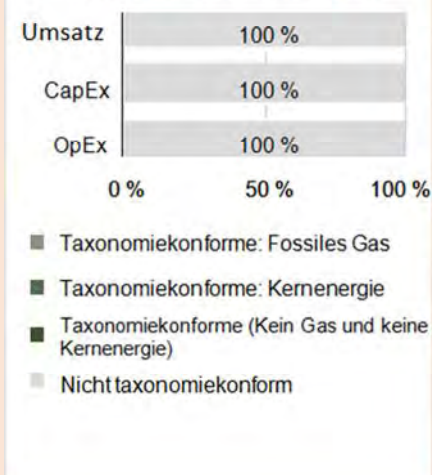 Umsatz 100 %
CapEx 100 %
OpEx 100 %
0 % 50 % 100 %
Taxonomiekonforme: Fossiles Gas
Taxonomiekonforme: Kernenergie
Taxonomiekonforme (Kein Gas und keine
Kernenergie)
Nicht taxonomiekonform